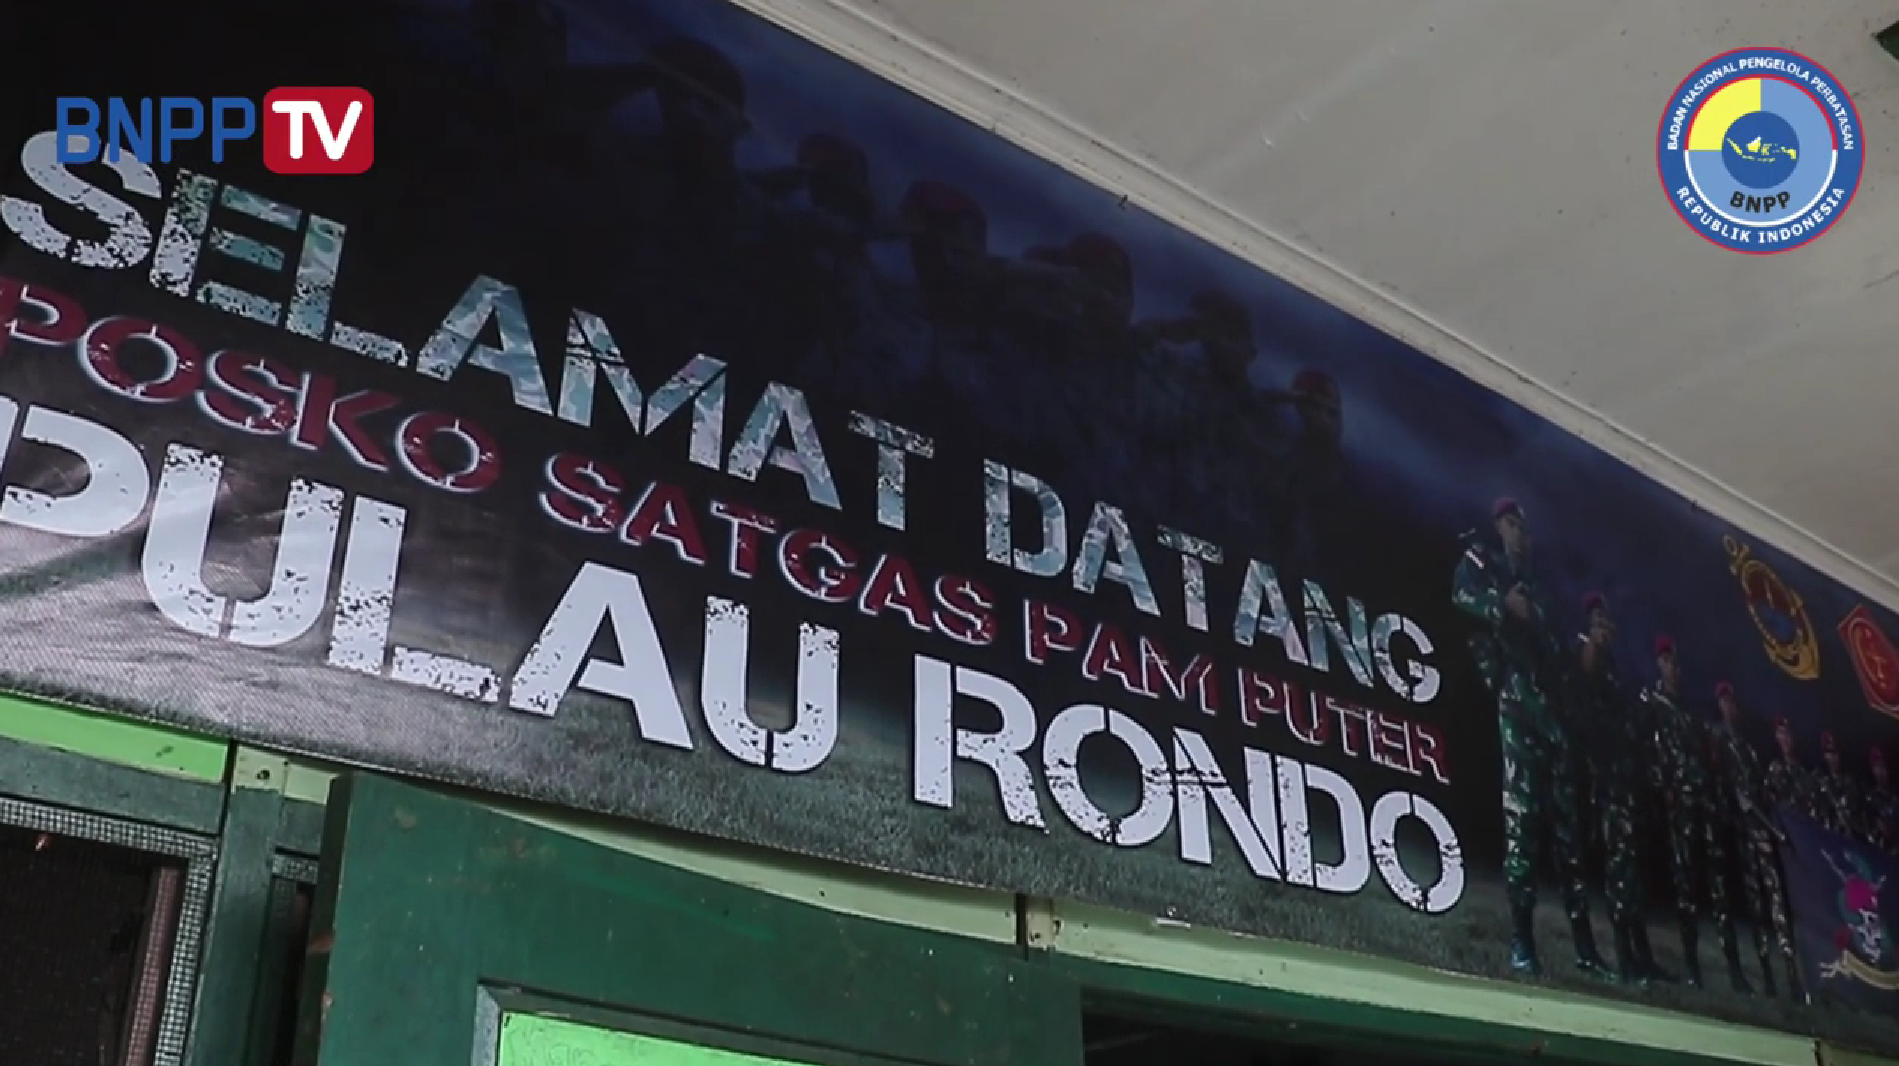 BNPP TV
BADAN NASIONAL PENGELOLA PERBATASAN
BNPP
REPUBLIK INDONESIA
SELAMAT DATANG
POSKO SATGAS PAM PUTER
PULAU RONDO